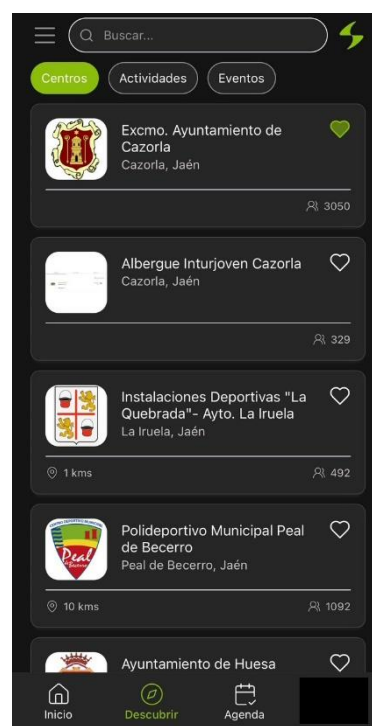 Buscar...
Centros
Actividades
Eventos
Excmo. Ayuntamiento de
Cazorla
Cazorla, Jaén
3050
Albergue Inturjoven Cazorla
Cazorla, Jaén
329
Instalaciones Deportivas "La
Quebrada"- Ayto. La Iruela
La Iruela, Jaén
1 kms
492
Polideportivo Municipal Peal
de Becerro
Peal de Becerro, Jaén
Peal
de Becerro
10 kms
1092
Ayuntamiento de Huesa
Inicio
Descubrir
Agenda